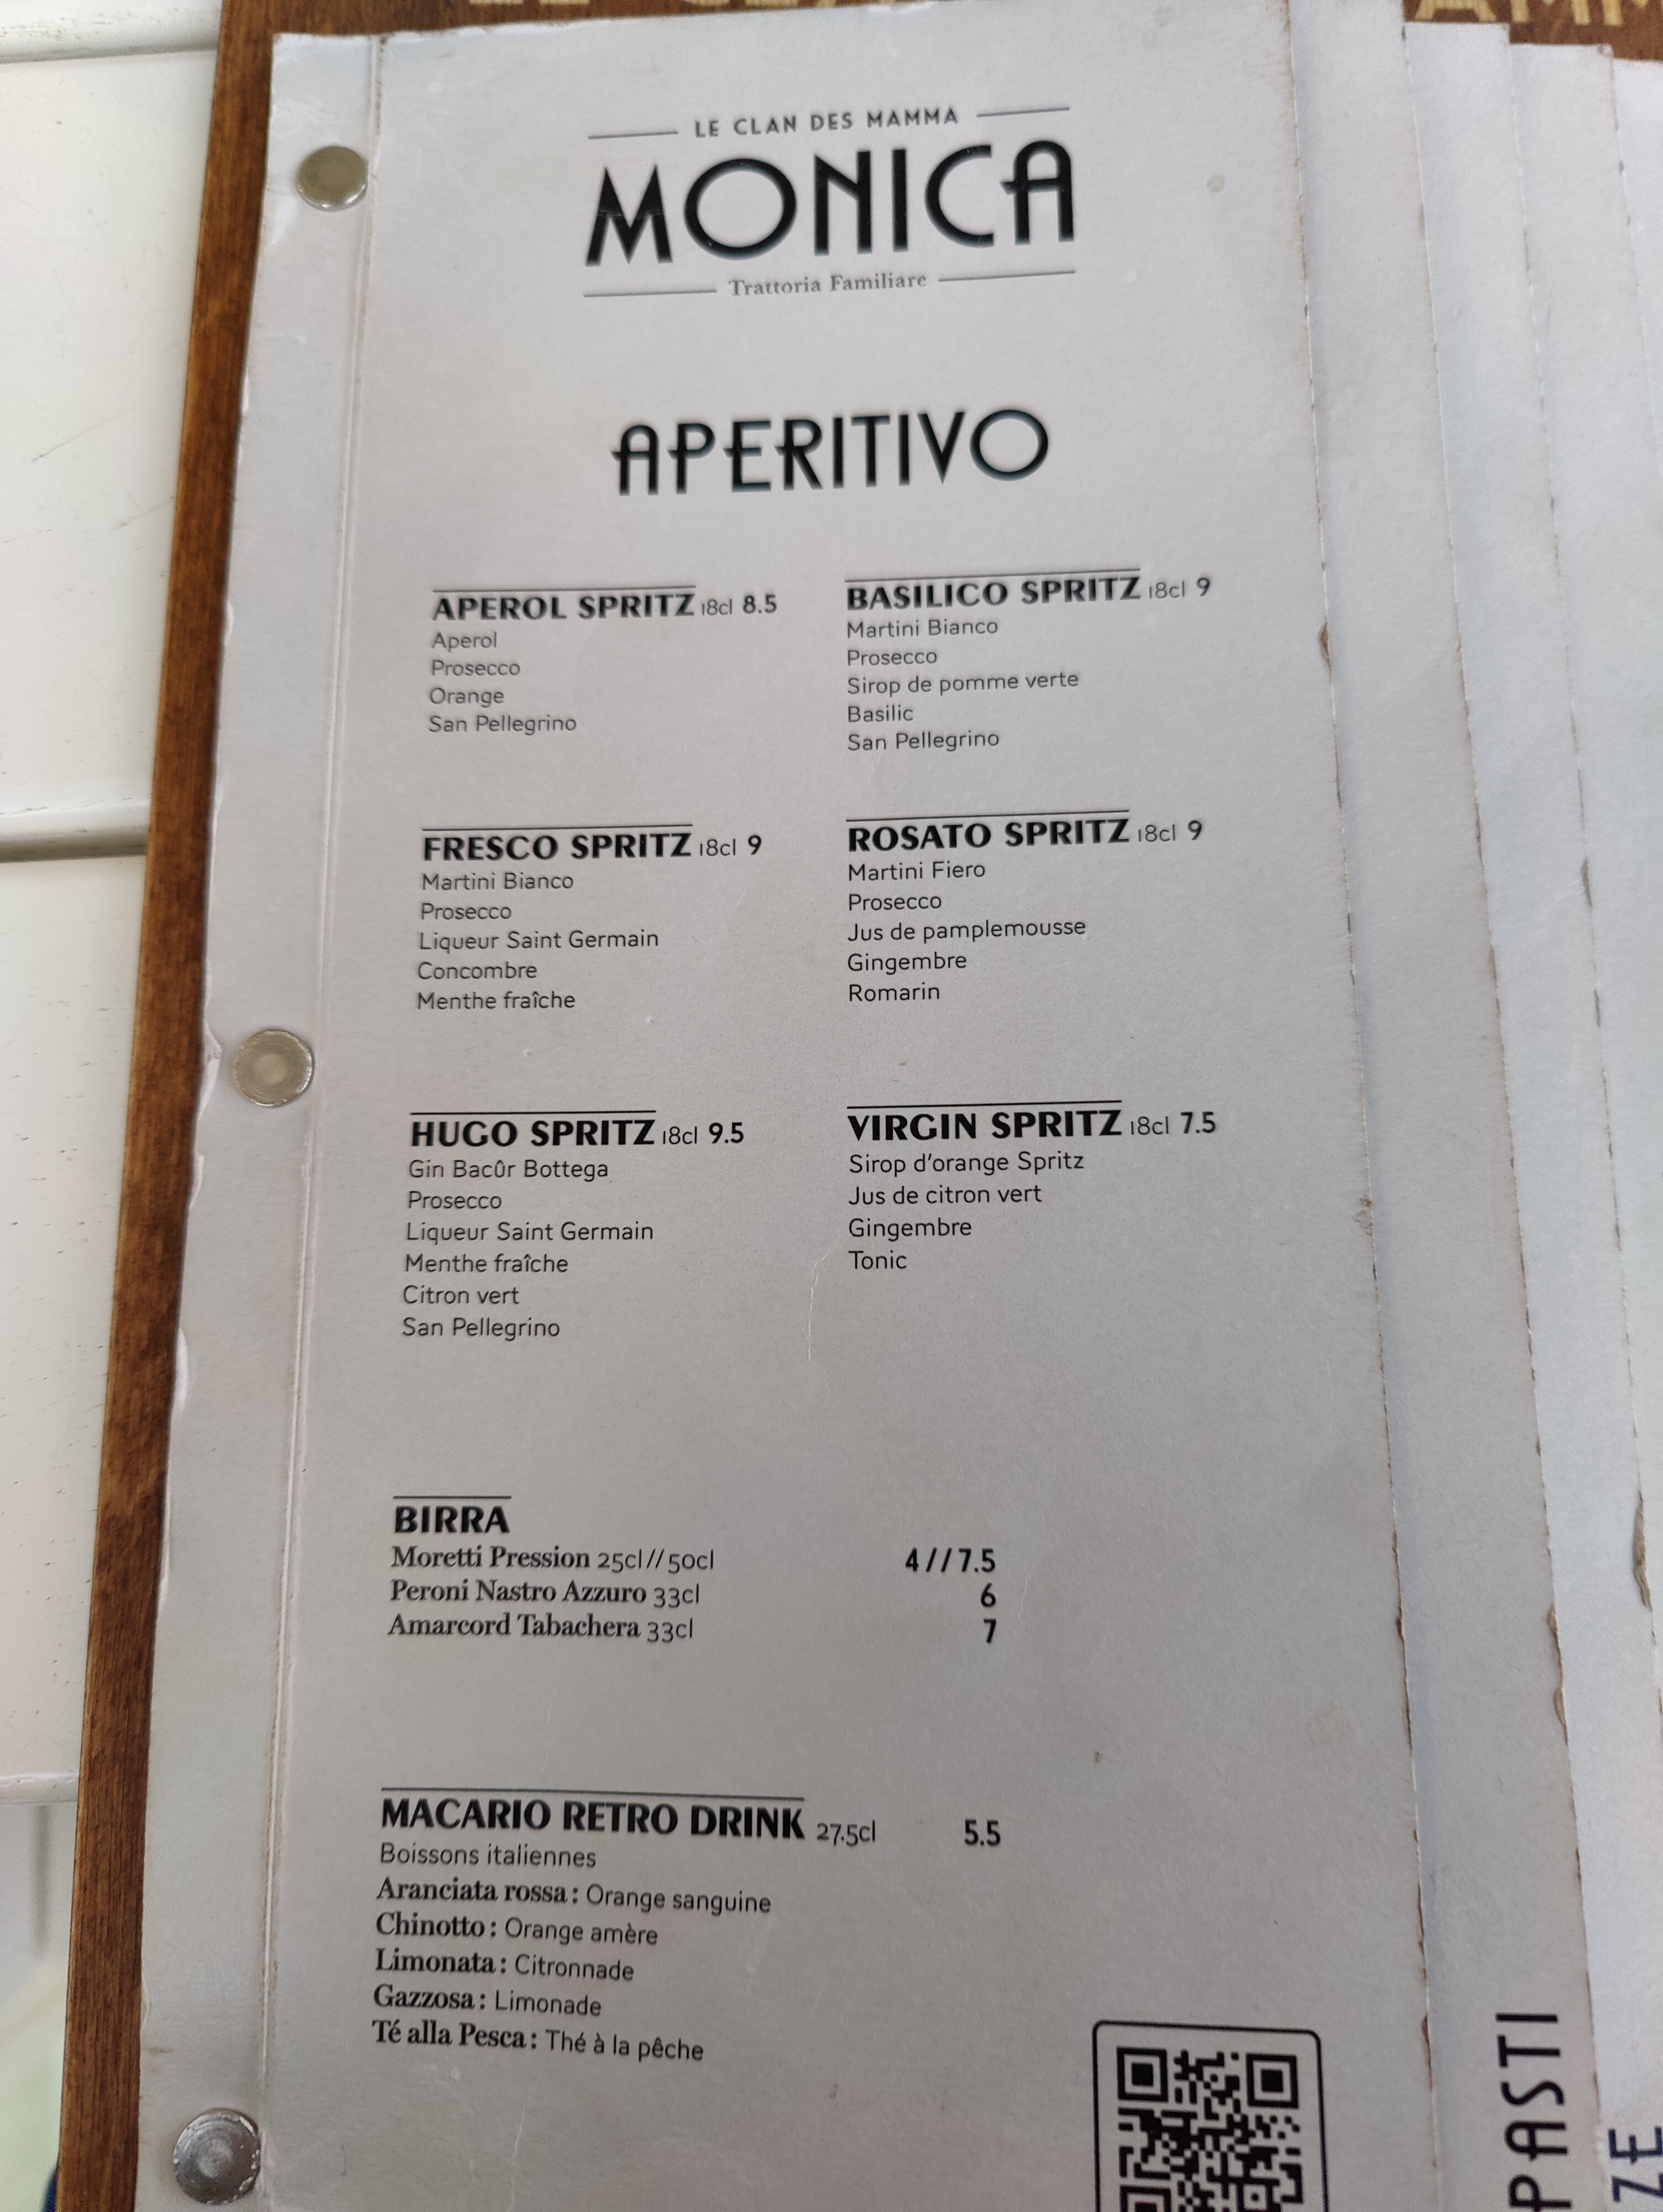 LE CLAN DES MAMMA
MONICA
Trattoria Familiare
APERITIVO
APEROL SPRITZ 18cl 8.5
Aperol
Prosecco
Orange
San Pellegrino
BASILICO SPRITZ 18cl 9
Martini Bianco
Prosecco
Sirop de pomme verte
Basilic
San Pellegrino
FRESCO SPRITZ 18cl 9
Martini Bianco
Prosecco
Liqueur Saint Germain
Concombre
Menthe fraîche
ROSATO SPRITZ 18cl 9
Martini Fiero
Prosecco
Jus de pamplemousse
Gingembre
Romarin
HUGO SPRITZ 18cl 9.5
Gin Bacûr Bottega
Prosecco
Liqueur Saint Germain
Menthe fraîche
Citron vert
San Pellegrino
VIRGIN SPRITZ 18cl 7.5
Sirop d'orange Spritz
Jus de citron vert
Gingembre
Tonic
BIRRA
Moretti Pression 25cl//50cl 4//7.5
Peroni Nastro Azzuro 33cl 6
Amarcord Tabachera 33cl 7
MACARIO RETRO DRINK 27.5cl 5.5
Boissons italiennes
Aranciata rossa : Orange sanguine
Chinotto : Orange amère
Limonata : Citronnade
Gazzosa : Limonade
Té alla Pesca : Thé à la pêche
PASTI
ZE